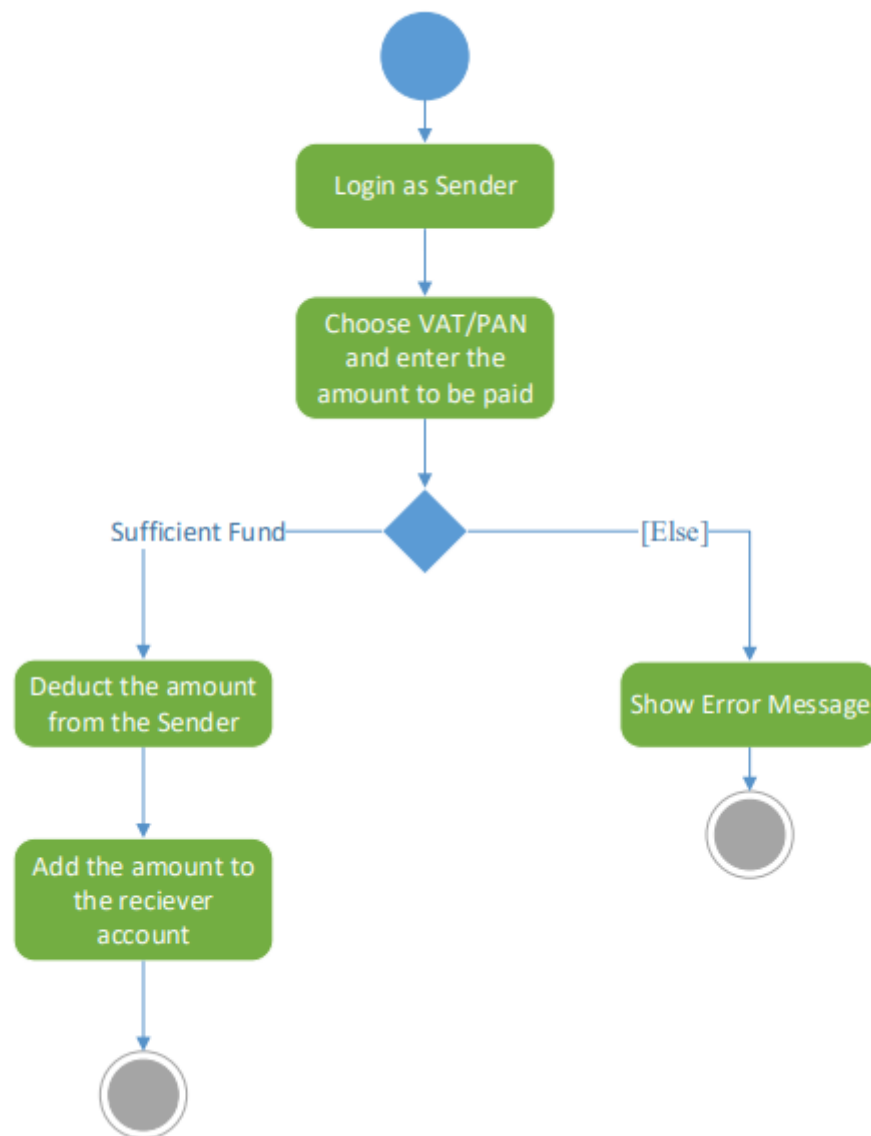 Login as Sender
Choose VAT/PAN
and enter the
amount to be paid
Sufficient Fund
[Else]
Deduct the amount
from the Sender
Show Error Message
Add the amount to
the reciever
account